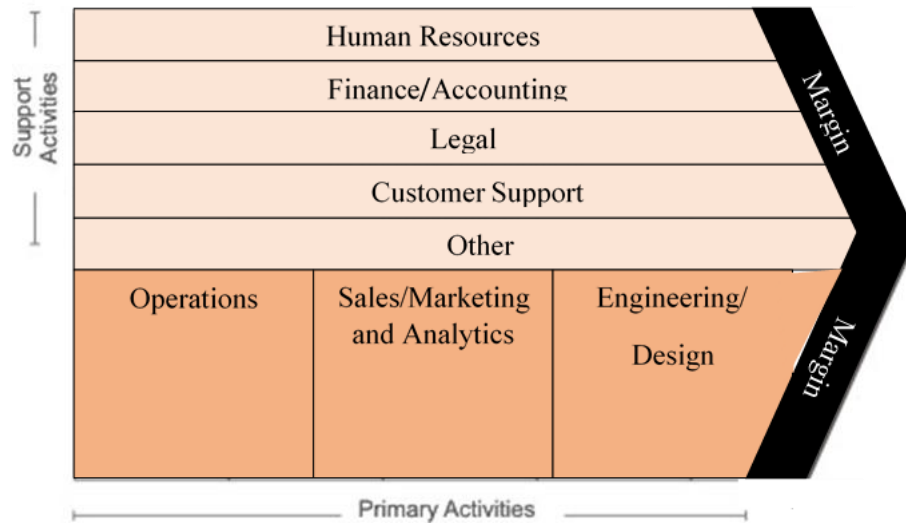 Support
Activities
Human Resources
Finance/Accounting
Legal
Customer Support
Other
Margin
Operations
Sales/Marketing
and Analytics
Engineering/
Design
Margin
Primary Activities